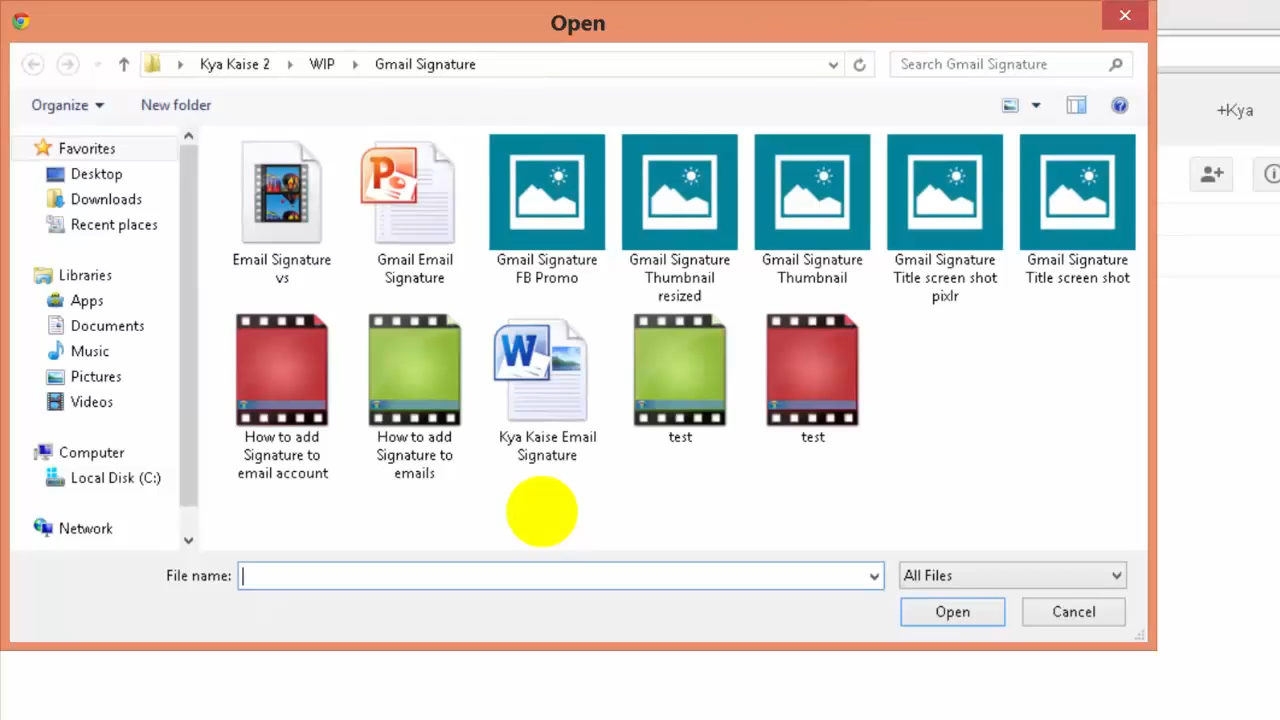 Open
Kya Kaise 2
WIP
Gmail Signature
Search Gmail Signature
+Kya
Organize
New folder
Favorites
Desktop
Downloads
Recent places
Libraries
Apps
Documents
Music
Pictures
Videos
Computer
Local Disk (C:)
Network
Email Signature
vs
Gmail Email
Signature
Gmail Signature
FB Promo
Gmail Signature
Thumbnail
resized
Gmail Signature
Thumbnail
Gmail Signature
Title screen shot
pixlr
Gmail Signature
Title screen shot
How to add
Signature to
email account
How to add
Signature to
emails
Kya Kaise Email
Signature
test
test
File name:
All Files
Open
Cancel